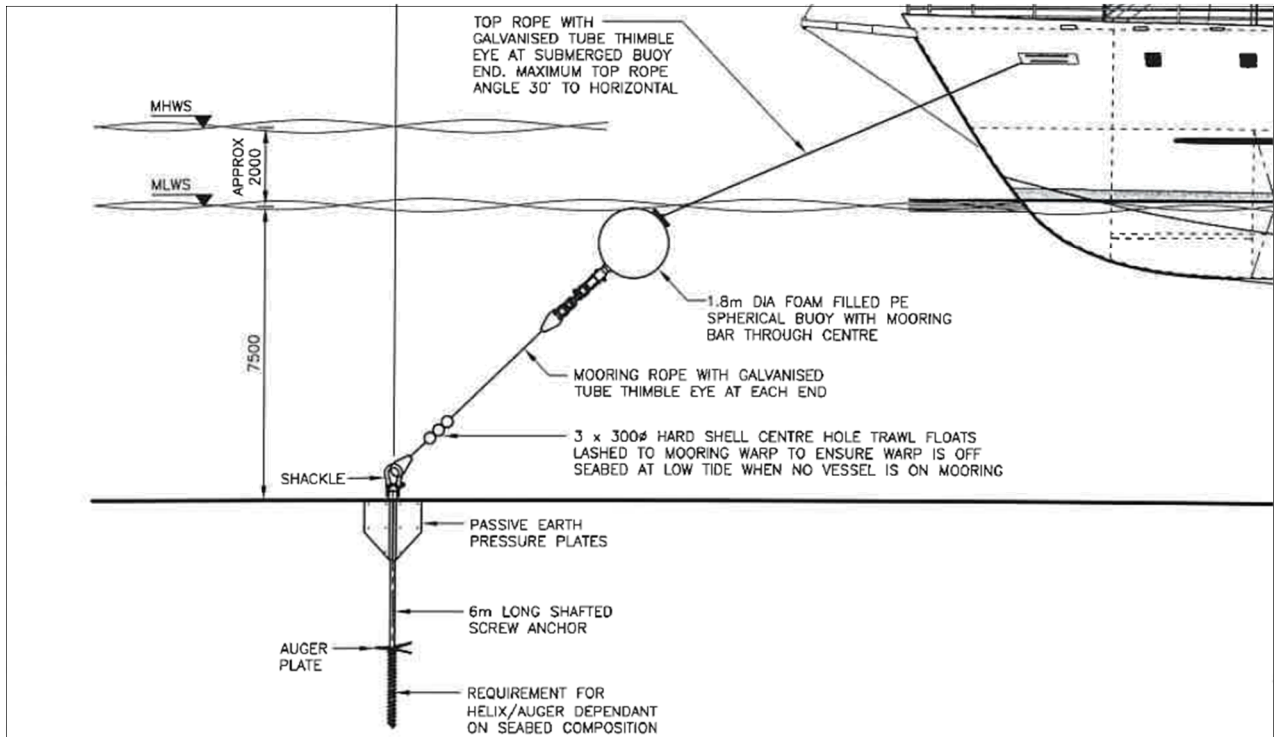 TOP ROPE WITH
GALVANISED TUBE THIMBLE
EYE AT SUBMERGED BUOY
END. MAXIMUM TOP ROPE
ANGLE 30° TO HORIZONTAL
MHWS
APPROX
2000
MLWS
7500
1.8m DIA FOAM FILLED PE
SPHERICAL BUOY WITH MOORING
BAR THROUGH CENTRE
MOORING ROPE WITH GALVANISED
TUBE THIMBLE EYE AT EACH END
3 x 300ø HARD SHELL CENTRE HOLE TRAWL FLOATS
LASHED TO MOORING WARP TO ENSURE WARP IS OFF
SEABED AT LOW TIDE WHEN NO VESSEL IS ON MOORING
SHACKLE
PASSIVE EARTH
PRESSURE PLATES
6m LONG SHAFTED
SCREW ANCHOR
AUGER
PLATE
REQUIREMENT FOR
HELIX/AUGER DEPENDANT
ON SEABED COMPOSITION